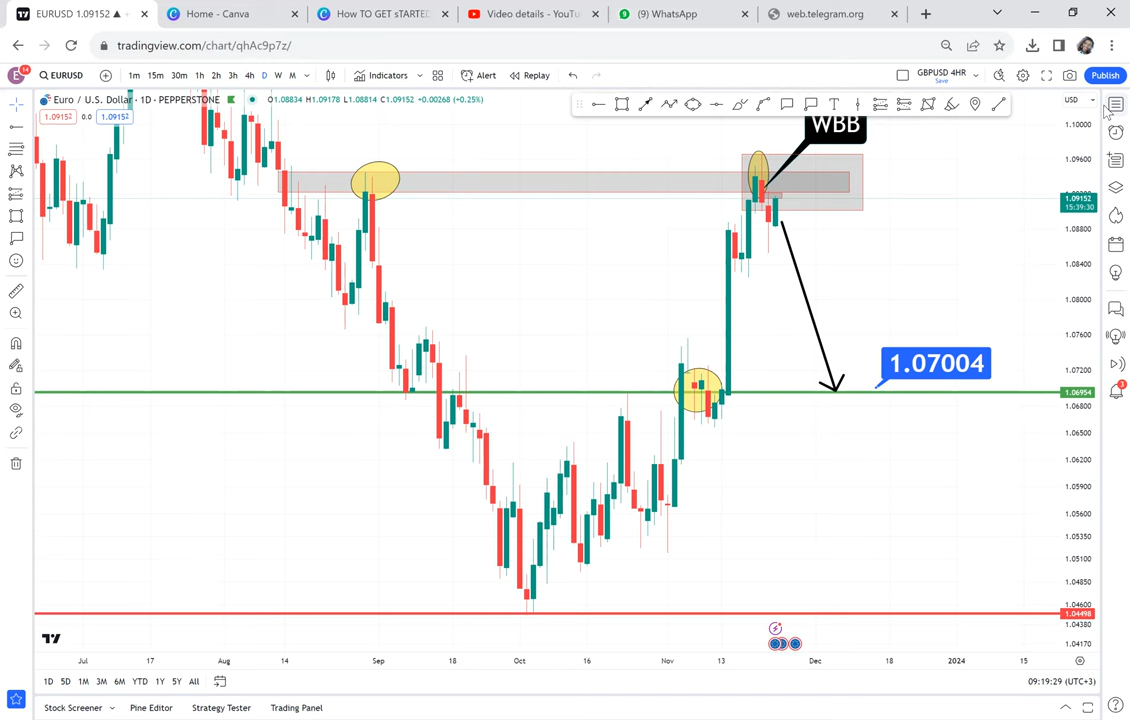 EURUSD 1.09152 ▲ +0
Home - Canva
How TO GET sTARTED
Video details - YouTu
(9) WhatsApp
web.telegram.org
tradingview.com/chart/qhAc9p7z/
E 14 EURUSD 1m 15m 30m 1h 2h 3h 4h D W M Indicators Alert Replay GBPUSD 4HR Save Publish
Euro / U.S. Dollar · 1D · PEPPERSTONE O1.08834 H1.09178 L1.08814 C1.09152 +0.00268 (+0.25%) USD
1.09152 0.0 1.09152
WBB
1.10000
1.09600
1.09152
15:39:30
1.08800
1.08400
1.08000
1.07600
1.07200
1.07004
1.06954
1.06800
1.06500
1.06200
1.05900
1.05600
1.05300
1.05100
1.04850
1.04600
1.04498
1.04380
1.04170
3
Jul 17 Aug 14 Sep 18 Oct 16 Nov 13 Dec 18 2024 15
1D 5D 1M 3M 6M YTD 1Y 5Y All 09:19:29 (UTC+3)
Stock Screener Pine Editor Strategy Tester Trading Panel